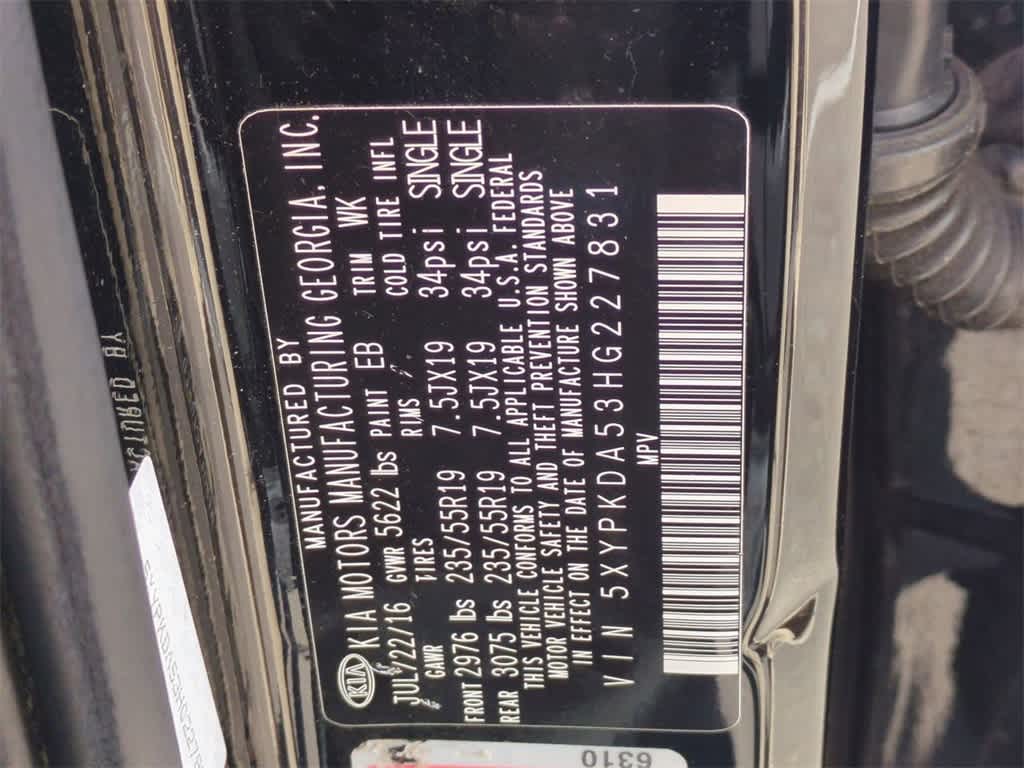 MANUFACTURED BY
KIA KIA MOTORS MANUFACTURING GEORGIA, INC.
JUL/22/16 GVWR 5622 lbs PAINT EB TRIM WK
GAWR TIRES RIMS COLD TIRE INFL
FRONT 2976 lbs 235/55R19 7.5JX19 34psi SINGLE
REAR 3075 lbs 235/55R19 7.5JX19 34psi SINGLE
THIS VEHICLE CONFORMS TO ALL APPLICABLE U.S.A. FEDERAL
MOTOR VEHICLE SAFETY AND THEFT PREVENTION STANDARDS
IN EFFECT ON THE DATE OF MANUFACTURE SHOWN ABOVE
VIN 5XYPKDA53HG227831
MPV
6310